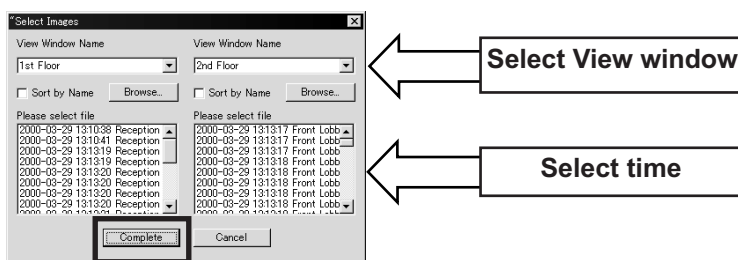 "Select Images
View Window Name
1st Floor
Sort by Name
Browse...
Please select file
2000-03-29 13:10:38 Reception
2000-03-29 13:10:41 Reception
2000-03-29 13:13:19 Reception
2000-03-29 13:13:19 Reception
2000-03-29 13:13:20 Reception
2000-03-29 13:13:20 Reception
2000-03-29 13:13:20 Reception
2000-03-29 13:13:20 Reception
View Window Name
2nd Floor
Sort by Name
Browse...
Please select file
2000-03-29 13:13:17 Front Lobb
2000-03-29 13:13:17 Front Lobb
2000-03-29 13:13:17 Front Lobb
2000-03-29 13:13:18 Front Lobb
2000-03-29 13:13:18 Front Lobb
2000-03-29 13:13:18 Front Lobb
2000-03-29 13:13:18 Front Lobb
2000-03-29 13:13:18 Front Lobb
Complete
Cancel
Select View window
Select time